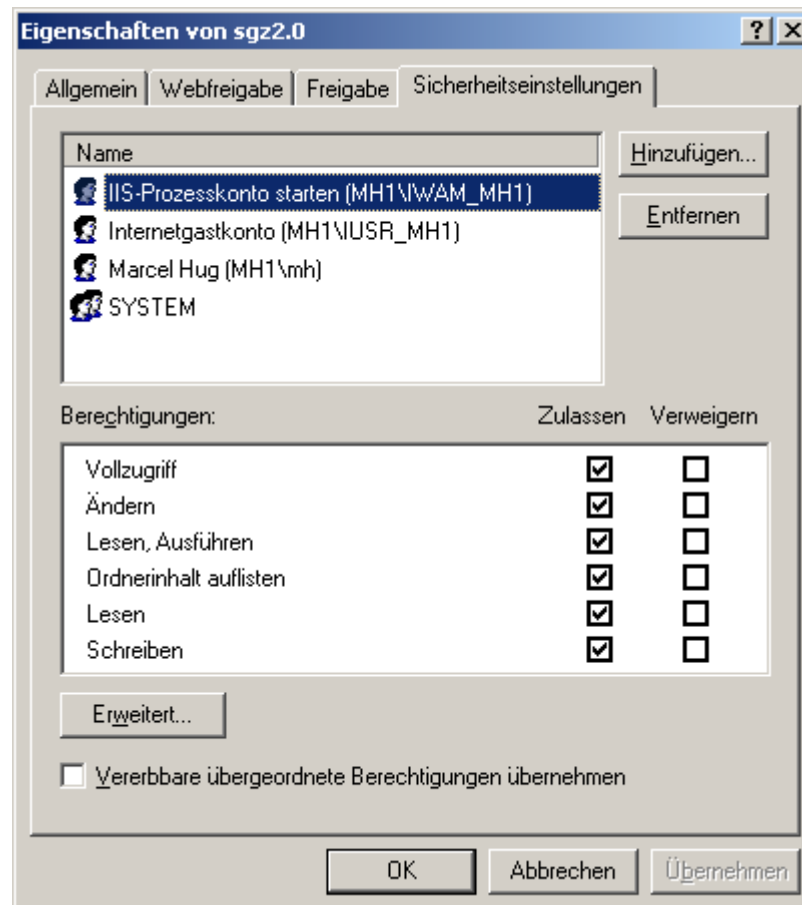 Eigenschaften von sgz2.0
Allgemein Webfreigabe Freigabe Sicherheitseinstellungen
Name
Hinzufügen...
IIS-Prozesskonto starten (MH1\IWAM_MH1)
Internetgastkonto (MH1\IUSR_MH1)
Entfernen
Marcel Hug (MH1\mh)
SYSTEM
Berechtigungen: Zulassen Verweigern
Vollzugriff
Ändern
Lesen, Ausführen
Ordnerinhalt auflisten
Lesen
Schreiben
Erweitert...
Vererbbare übergeordnete Berechtigungen übernehmen
OK Abbrechen Übernehmen